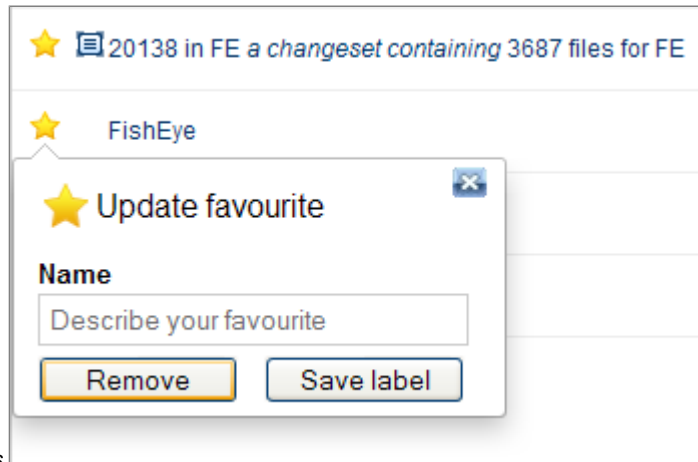 20138 in FE a changeset containing 3687 files for FE
FishEye
Update favourite
Name
Describe your favourite
Remove Save label